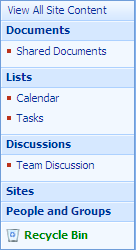 View All Site Content
Documents
Shared Documents
Lists
Calendar
Tasks
Discussions
Team Discussion
Sites
People and Groups
Recycle Bin